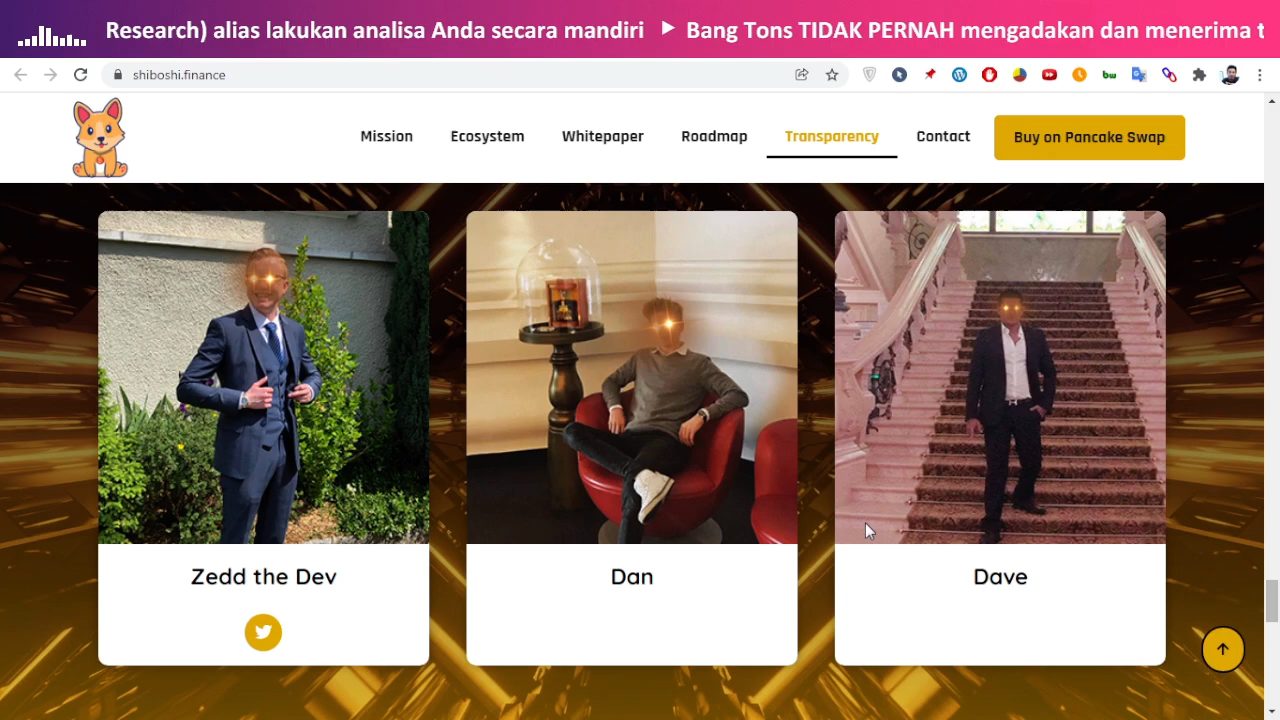 Research) alias lakukan analisa Anda secara mandiri ▶ Bang Tons TIDAK PERNAH mengadakan dan menerima t
shiboshi.finance
Mission Ecosystem Whitepaper Roadmap Transparency Contact Buy on Pancake Swap
Zedd the Dev Dan Dave